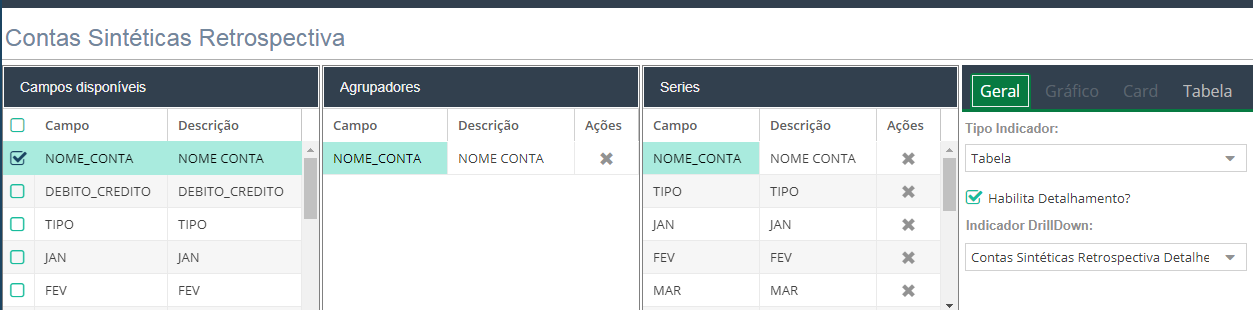 Contas Sintéticas Retrospectiva
Campos disponíveis
Campo Descrição
NOME_CONTA NOME CONTA
DEBITO_CREDITO DEBITO_CREDITO
TIPO TIPO
JAN JAN
FEV FEV
Agrupadores
Campo Descrição Ações
NOME_CONTA NOME CONTA
Series
Campo Descrição Ações
NOME_CONTA NOME CONTA
TIPO TIPO
JAN JAN
FEV FEV
MAR MAR
Geral Gráfico Card Tabela
Tipo Indicador:
Tabela
Habilita Detalhamento?
Indicador DrillDown:
Contas Sintéticas Retrospectiva Detalhe